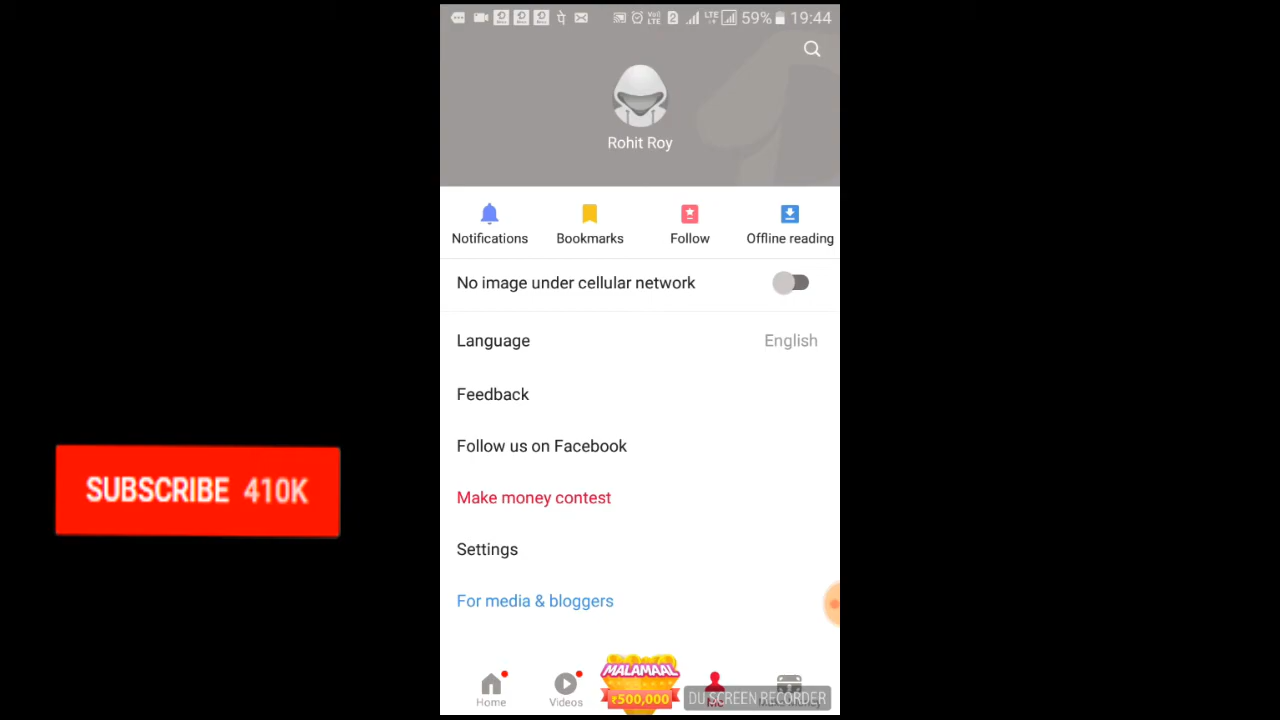 59% 19:44
Rohit Roy
Notifications Bookmarks Follow Offline reading
No image under cellular network
Language English
Feedback
Follow us on Facebook
Make money contest
SUBSCRIBE 410K
Settings
For media & bloggers
MALAMAAL
₹500,000
DU SCREEN RECORDER
Home Videos